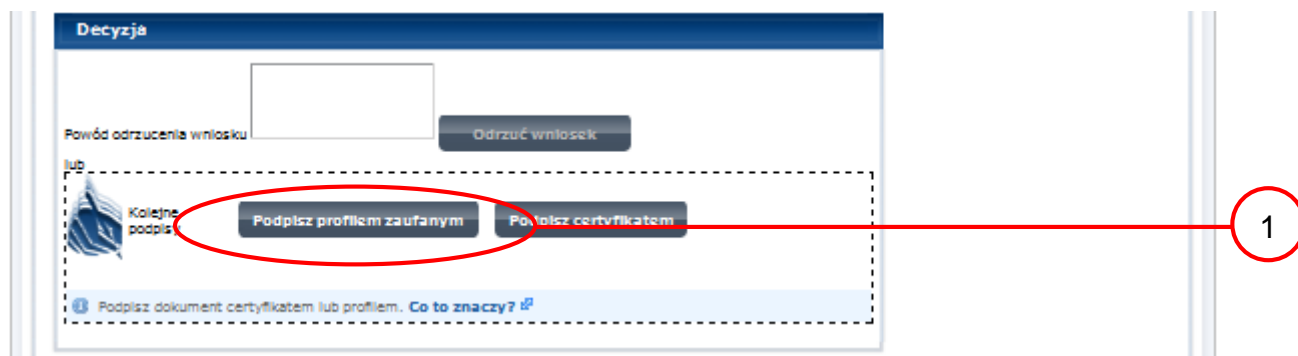 Decyzja
Powód odrzucenia wniosku
Odrzuć wniosek
lub
Kolejne
podpisy
Podpisz profilem zaufanym
Podpisz certyfikatem
1
Podpisz dokument certyfikatem lub profilem. Co to znaczy?